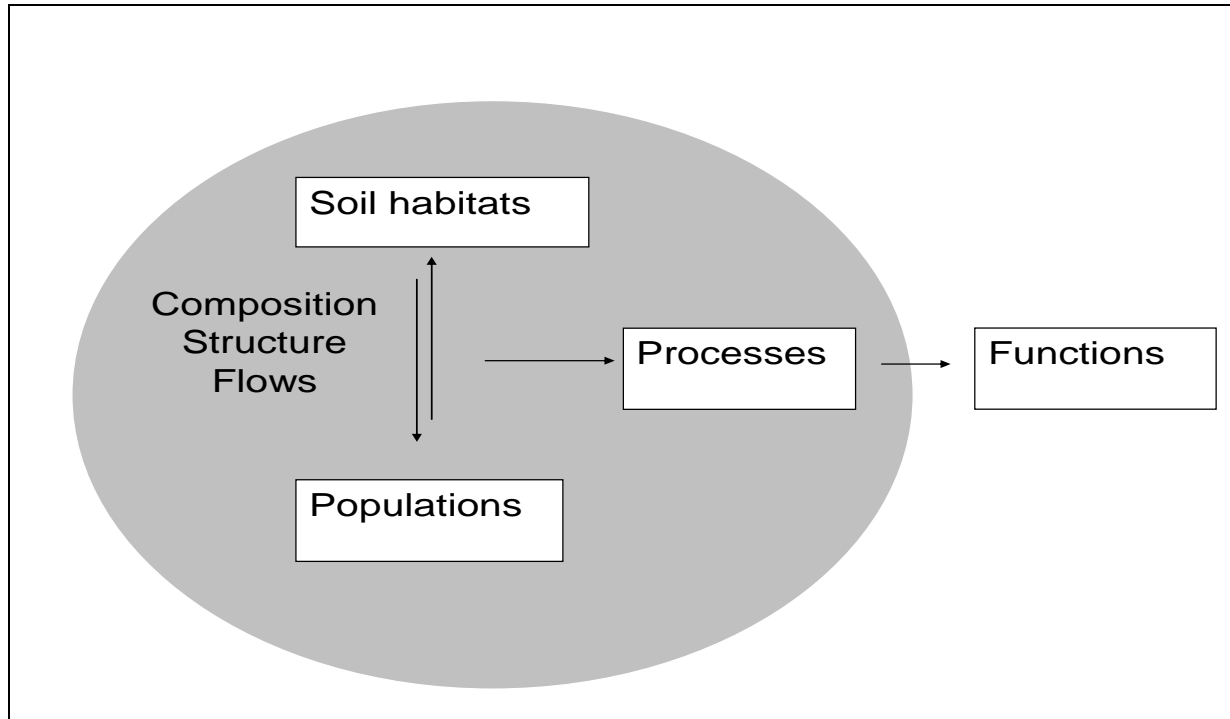 Soil habitats
Composition
Structure
Flows
Processes
Functions
Populations